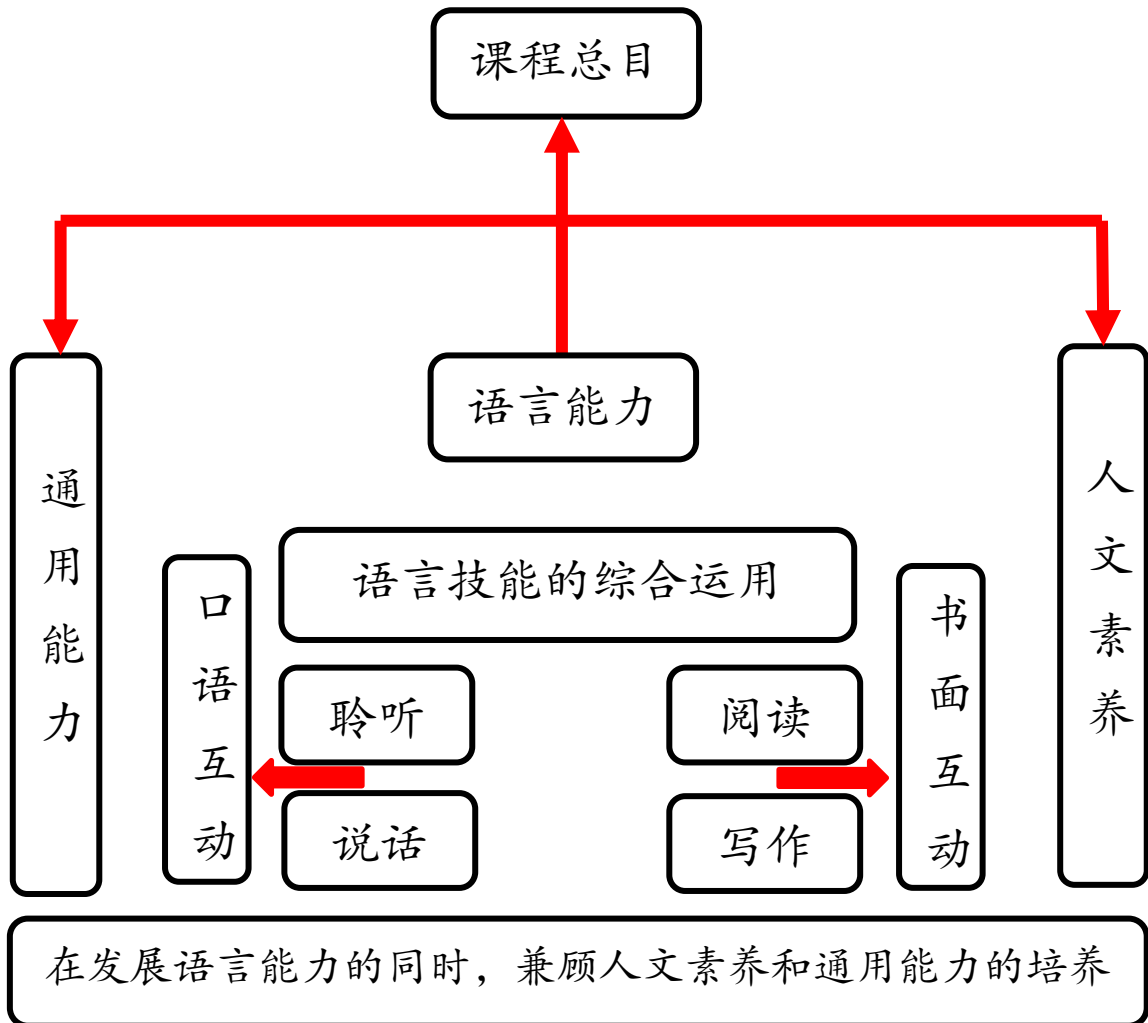 课程总目
语言能力
通用能力
人文素养
语言技能的综合运用
口语互动
书面互动
聆听
阅读
说话
写作
在发展语言能力的同时，兼顾人文素养和通用能力的培养